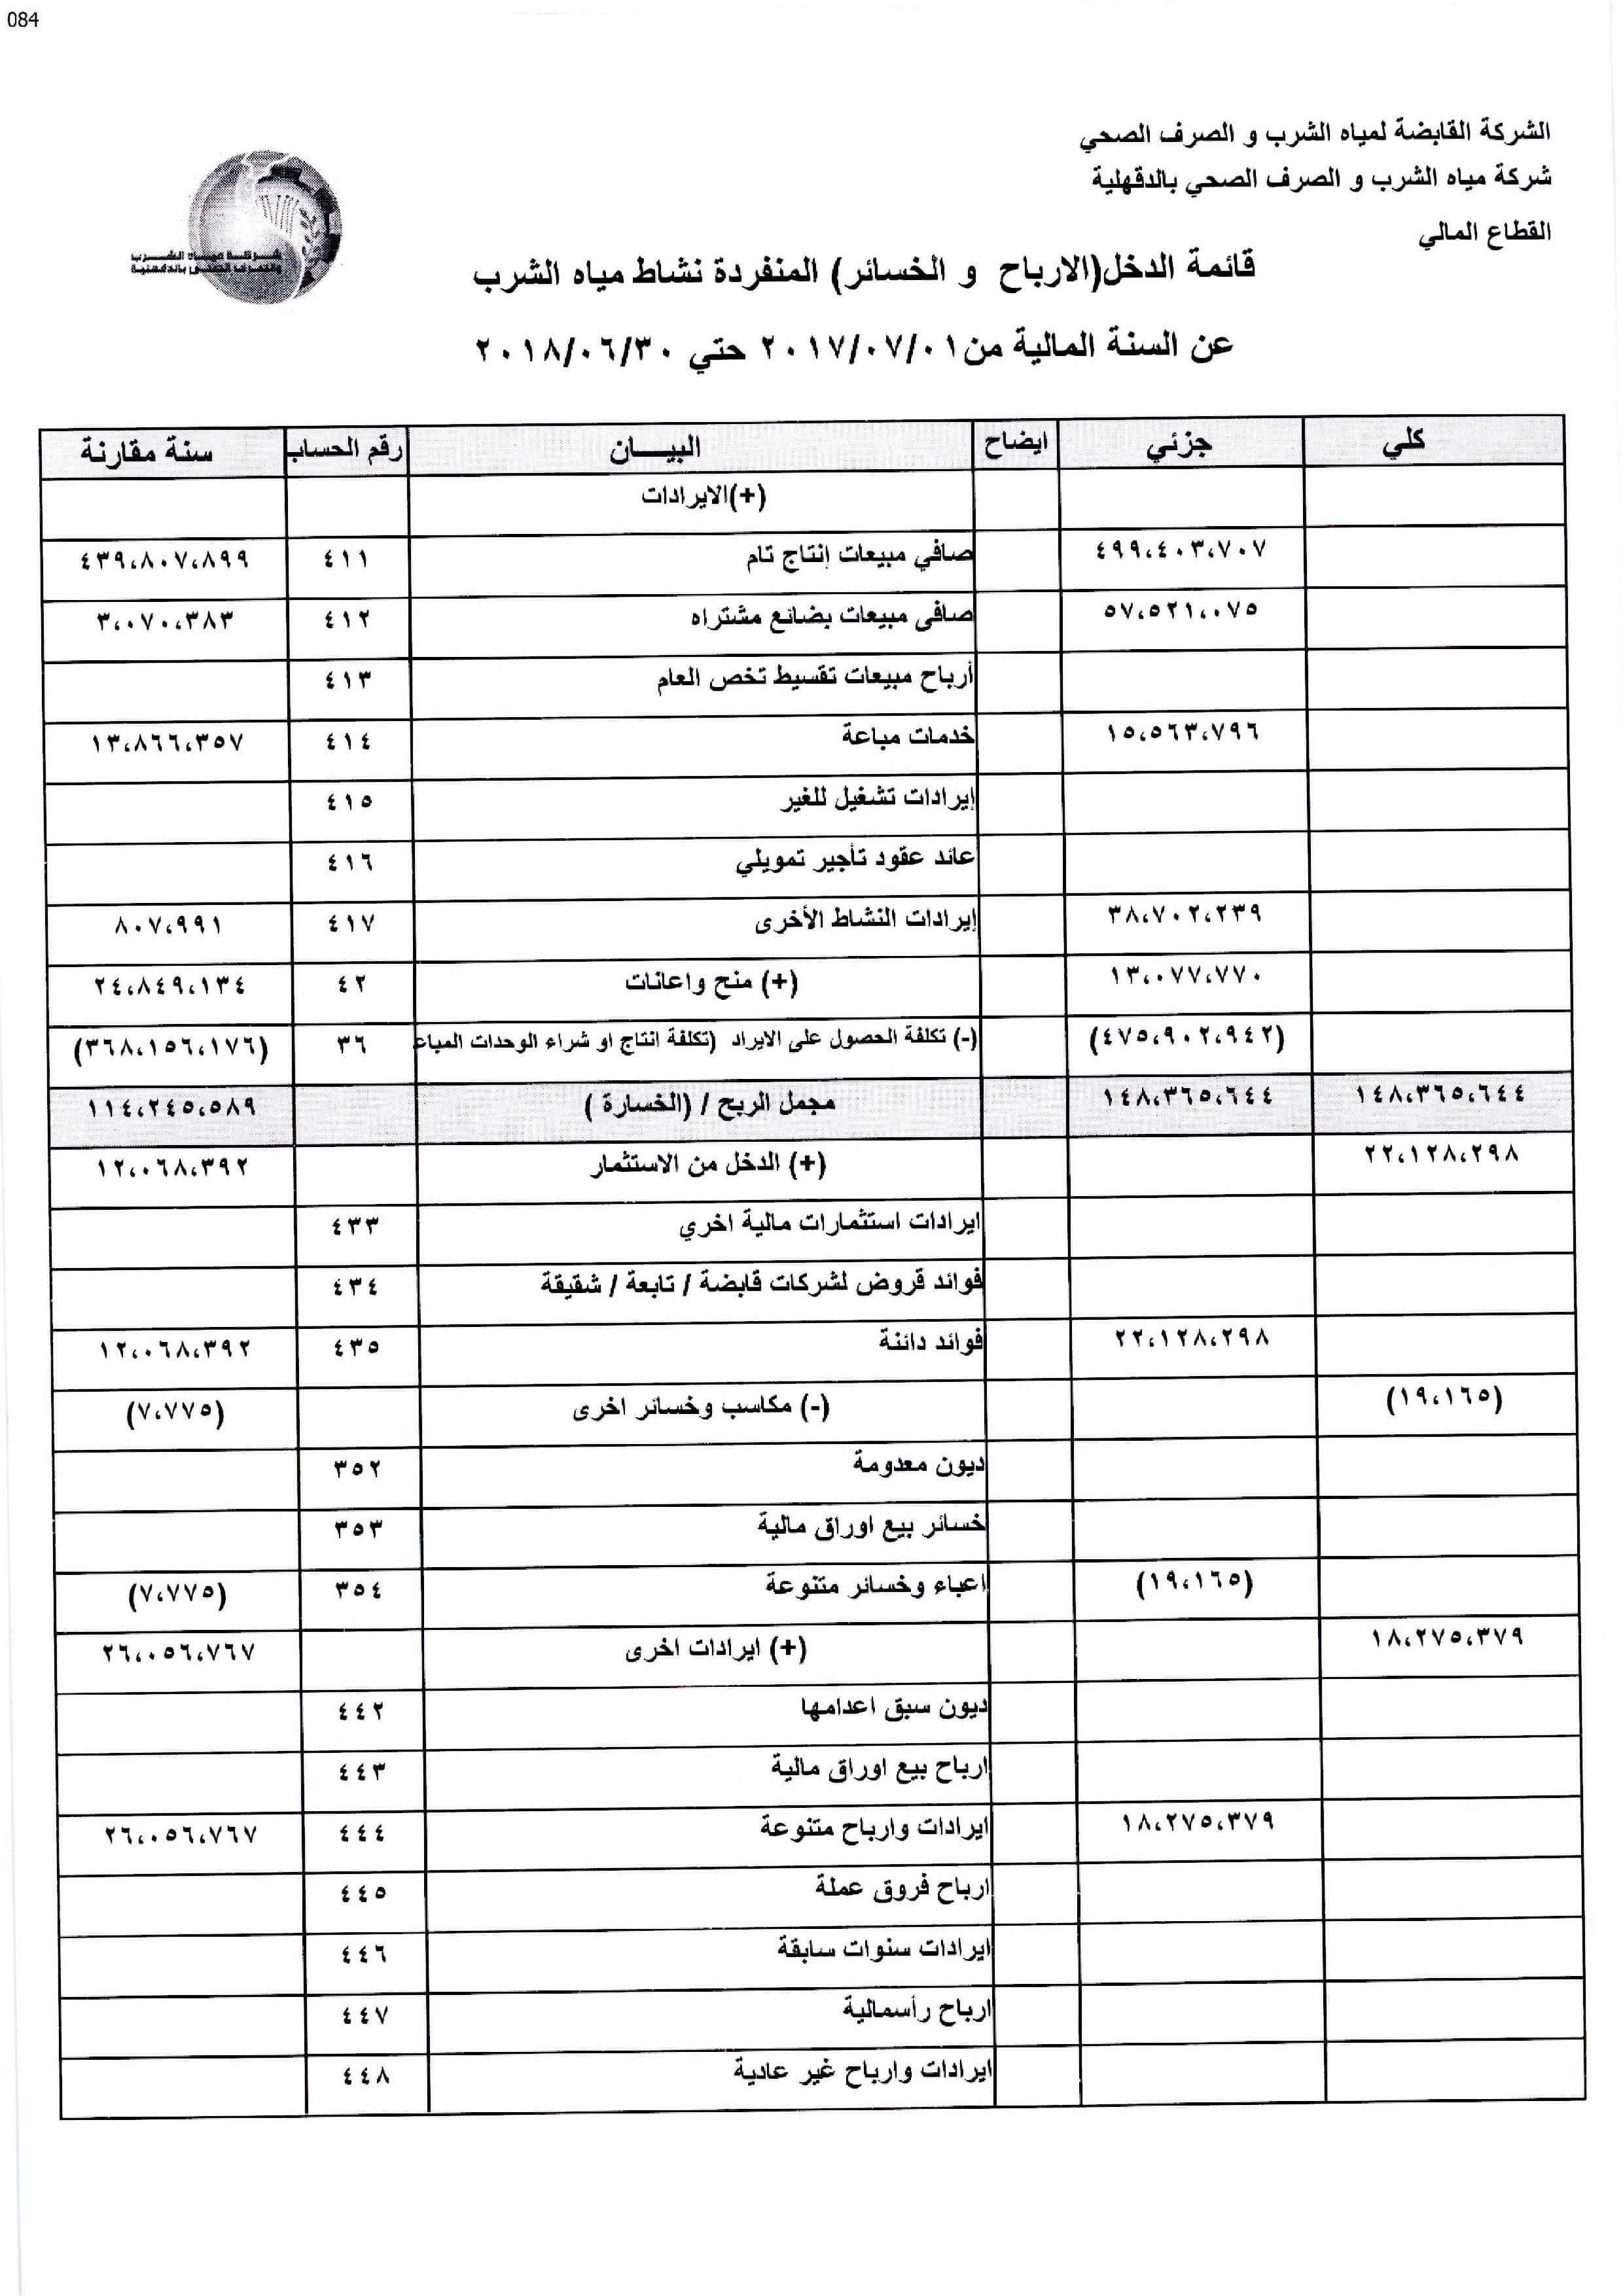 084
الشركة القابضة لمياه الشرب و الصرف الصحي
شركة مياه الشرب و الصرف الصحي بالدقهلية
القطاع المالي
شركة مياه الشرب
والصرف الصحى بالدقهلية
قائمة الدخل(الارباح و الخسائر) المنفردة نشاط مياه الشرب
عن السنة المالية من٢٠١٧/٠٧/٠١ حتي ٢٠١٨/٠٦/٣٠
كلي جزئي ايضاح البيـــان رقم الحساب سنة مقارنة
(+)الايرادات
٤٩٩،٤٠٣،٧٠٧ صافي مبيعات إنتاج تام ٤١١ ٤٣٩،٨٠٧،٨٩٩
٥٧،٥٢١،٠٧٥ صافى مبيعات بضائع مشتراه ٤١٢ ٣،٠٧٠،٣٨٣
أرباح مبيعات تقسيط تخص العام ٤١٣
١٥،٥٦٣،٧٩٦ خدمات مباعة ٤١٤ ١٣،٨٦٦،٣٥٧
إيرادات تشغيل للغير ٤١٥
عائد عقود تأجير تمويلي ٤١٦
٣٨،٧٠٢،٢٣٩ إيرادات النشاط الأخرى ٤١٧ ٨٠٧،٩٩١
١٣،٠٧٧،٧٧٠ (+) منح واعانات ٤٢ ٢٤،٨٤٩،١٣٤
(٤٧٥،٩٠٢،٩٤٢) (-) تكلفة الحصول على الايراد (تكلفة انتاج او شراء الوحدات المباع ٣٦ (٣٦٨،١٥٦،١٧٦)
١٤٨،٣٦٥،٦٤٤ ١٤٨،٣٦٥،٦٤٤ مجمل الربح / (الخسارة ) ١١٤،٢٤٥،٥٨٩
٢٢،١٢٨،٢٩٨ (+) الدخل من الاستثمار ١٢،٠٦٨،٣٩٢
ايرادات استثمارات مالية اخري ٤٣٣
فوائد قروض لشركات قابضة / تابعة / شقيقة ٤٣٤
٢٢،١٢٨،٢٩٨ فوائد دائنة ٤٣٥ ١٢،٠٦٨،٣٩٢
(١٩،١٦٥) (-) مكاسب وخسائر اخرى (٧،٧٧٥)
ديون معدومة ٣٥٢
خسائر بيع اوراق مالية ٣٥٣
(١٩،١٦٥) اعباء وخسائر متنوعة ٣٥٤ (٧،٧٧٥)
١٨،٢٧٥،٣٧٩ (+) ايرادات اخرى ٢٦،٠٥٦،٧٦٧
ديون سبق اعدامها ٤٤٢
ارباح بيع اوراق مالية ٤٤٣
١٨،٢٧٥،٣٧٩ ايرادات وارباح متنوعة ٤٤٤ ٢٦،٠٥٦،٧٦٧
ارباح فروق عملة ٤٤٥
ايرادات سنوات سابقة ٤٤٦
ارباح رأسمالية ٤٤٧
ايرادات وارباح غير عادية ٤٤٨